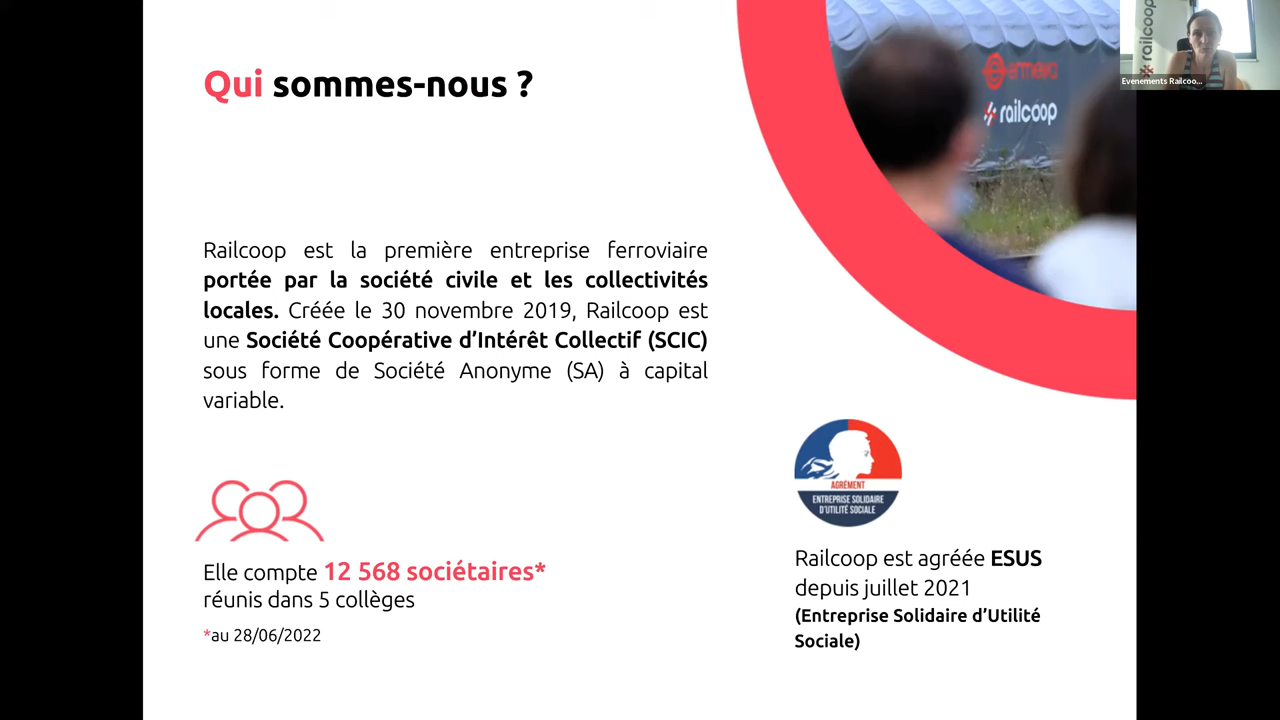 Qui sommes-nous ?
railcoop
railcoop
Evenements Railcoo...
Railcoop est la première entreprise ferroviaire
portée par la société civile et les collectivités
locales. Créée le 30 novembre 2019, Railcoop est
une Société Coopérative d'Intérêt Collectif (SCIC)
sous forme de Société Anonyme (SA) à capital
variable.
Elle compte 12 568 sociétaires*
réunis dans 5 collèges
*au 28/06/2022
AGRÉMENT
ENTREPRISE SOLIDAIRE
D'UTILITÉ SOCIALE
Railcoop est agréée ESUS
depuis juillet 2021
(Entreprise Solidaire d'Utilité
Sociale)